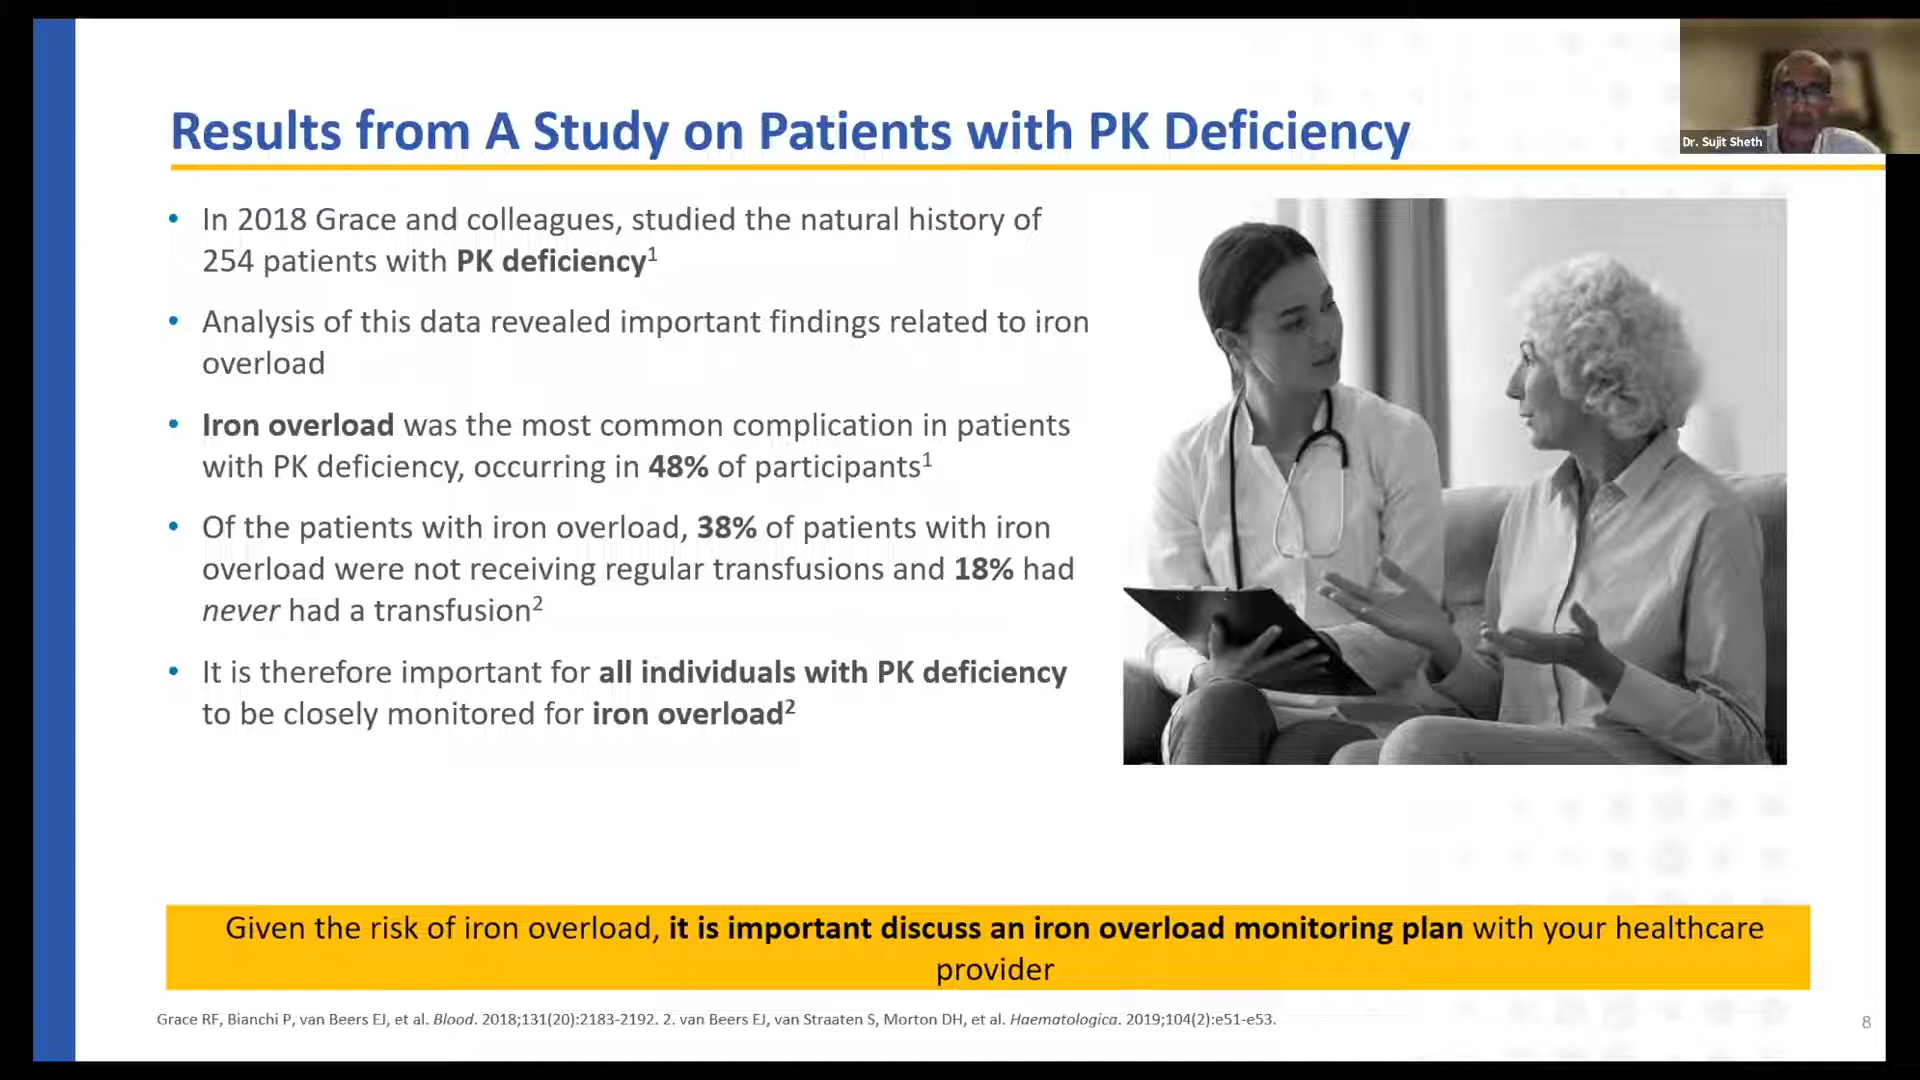 Results from A Study on Patients with PK Deficiency
Dr. Sujit Sheth
• In 2018 Grace and colleagues, studied the natural history of
254 patients with PK deficiency¹
• Analysis of this data revealed important findings related to iron
overload
• Iron overload was the most common complication in patients
with PK deficiency, occurring in 48% of participants¹
• Of the patients with iron overload, 38% of patients with iron
overload were not receiving regular transfusions and 18% had
never had a transfusion²
• It is therefore important for all individuals with PK deficiency
to be closely monitored for iron overload²
Given the risk of iron overload, it is important discuss an iron overload monitoring plan with your healthcare
provider
Grace RF, Bianchi P, van Beers EJ, et al. Blood. 2018;131(20):2183-2192. 2. van Beers EJ, van Straaten S, Morton DH, et al. Haematologica. 2019;104(2):e51-e53.
8